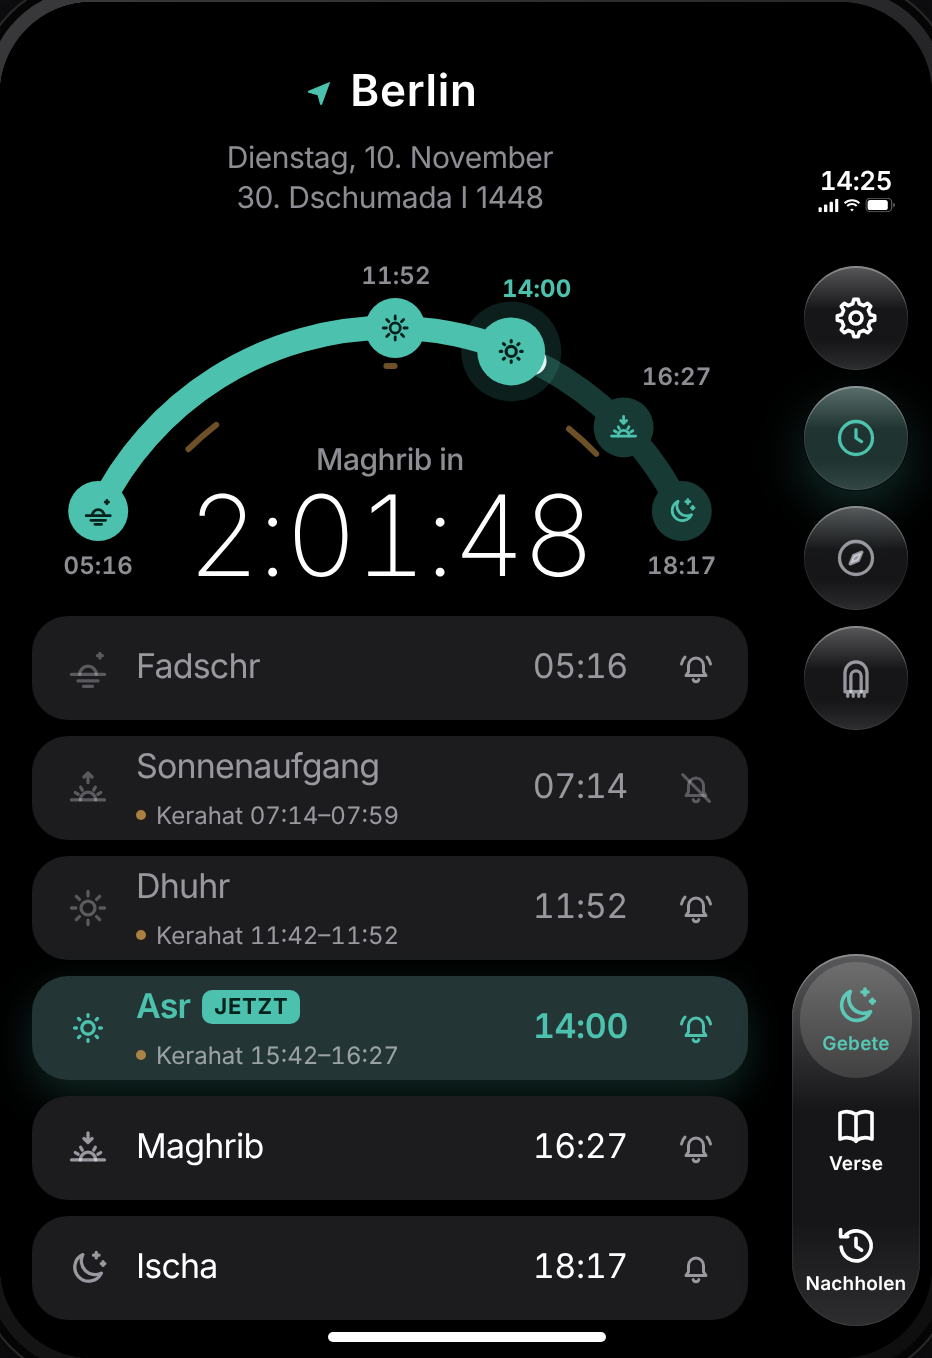 Berlin
Dienstag, 10. November
30. Dschumada I 1448
14:25
11:52
14:00
16:27
Maghrib in
2:01:48
05:16
18:17
Fadschr 05:16
Sonnenaufgang 07:14
Kerahat 07:14–07:59
Dhuhr 11:52
Kerahat 11:42–11:52
Asr JETZT 14:00
Kerahat 15:42–16:27
Maghrib 16:27
Ischa 18:17
Gebete
Verse
Nachholen